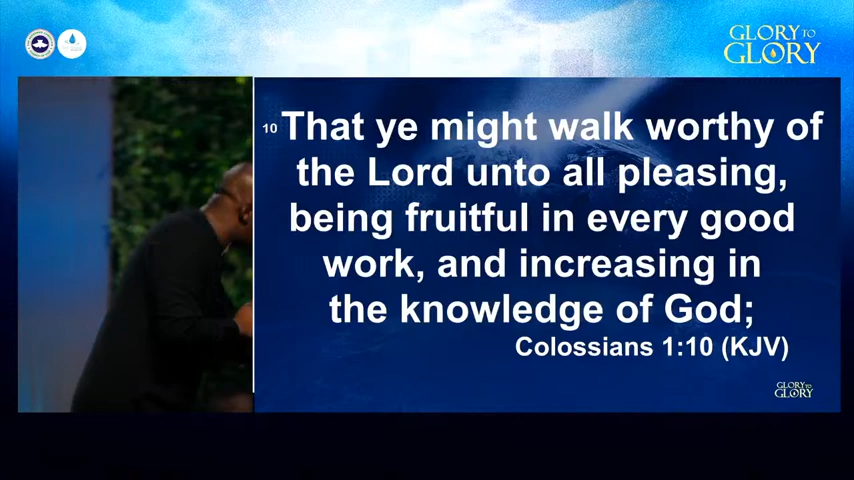 GLORY TO
GLORY
10 That ye might walk worthy of
the Lord unto all pleasing,
being fruitful in every good
work, and increasing in
the knowledge of God;
Colossians 1:10 (KJV)
GLORY TO
GLORY